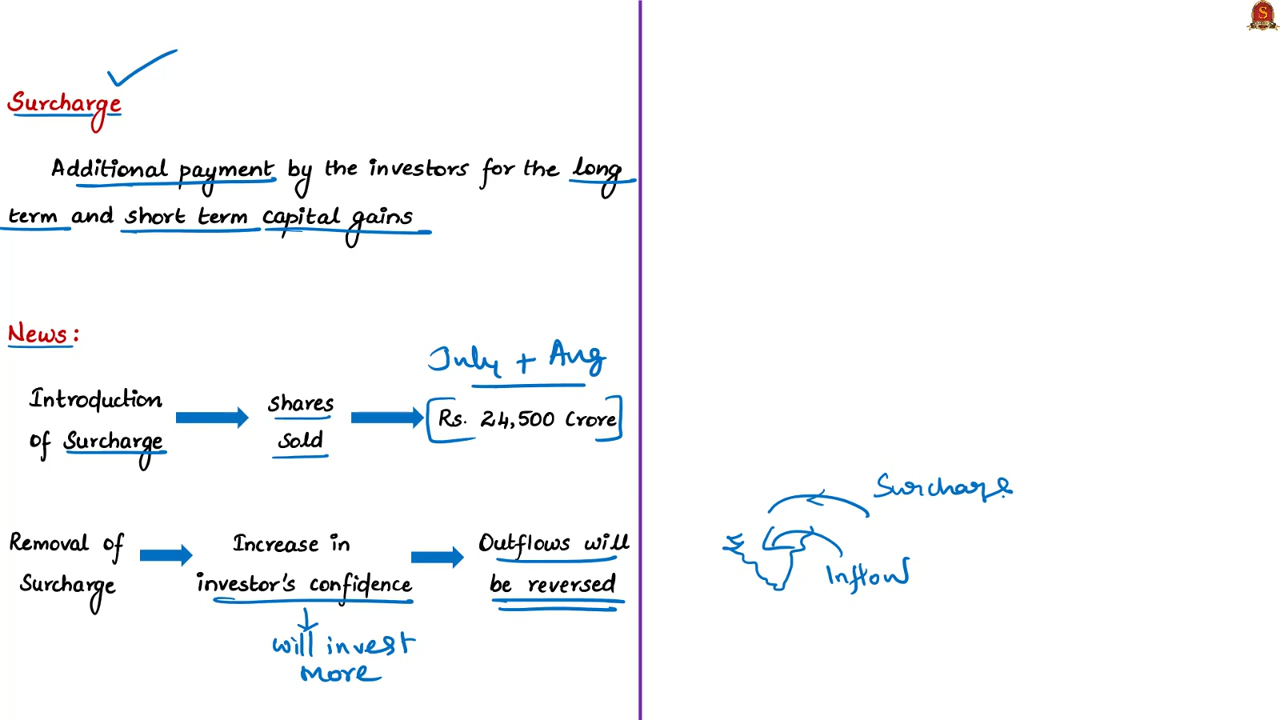 Surcharge
Additional payment by the investors for the long
term and short term capital gains
News:
July + Aug
Introduction
of Surcharge
shares
sold
Rs. 24,500 Crore
Removal of
Surcharge
Increase in
investor's confidence
Outflows will
be reversed
will invest
more
Surcharge
Inflow
S